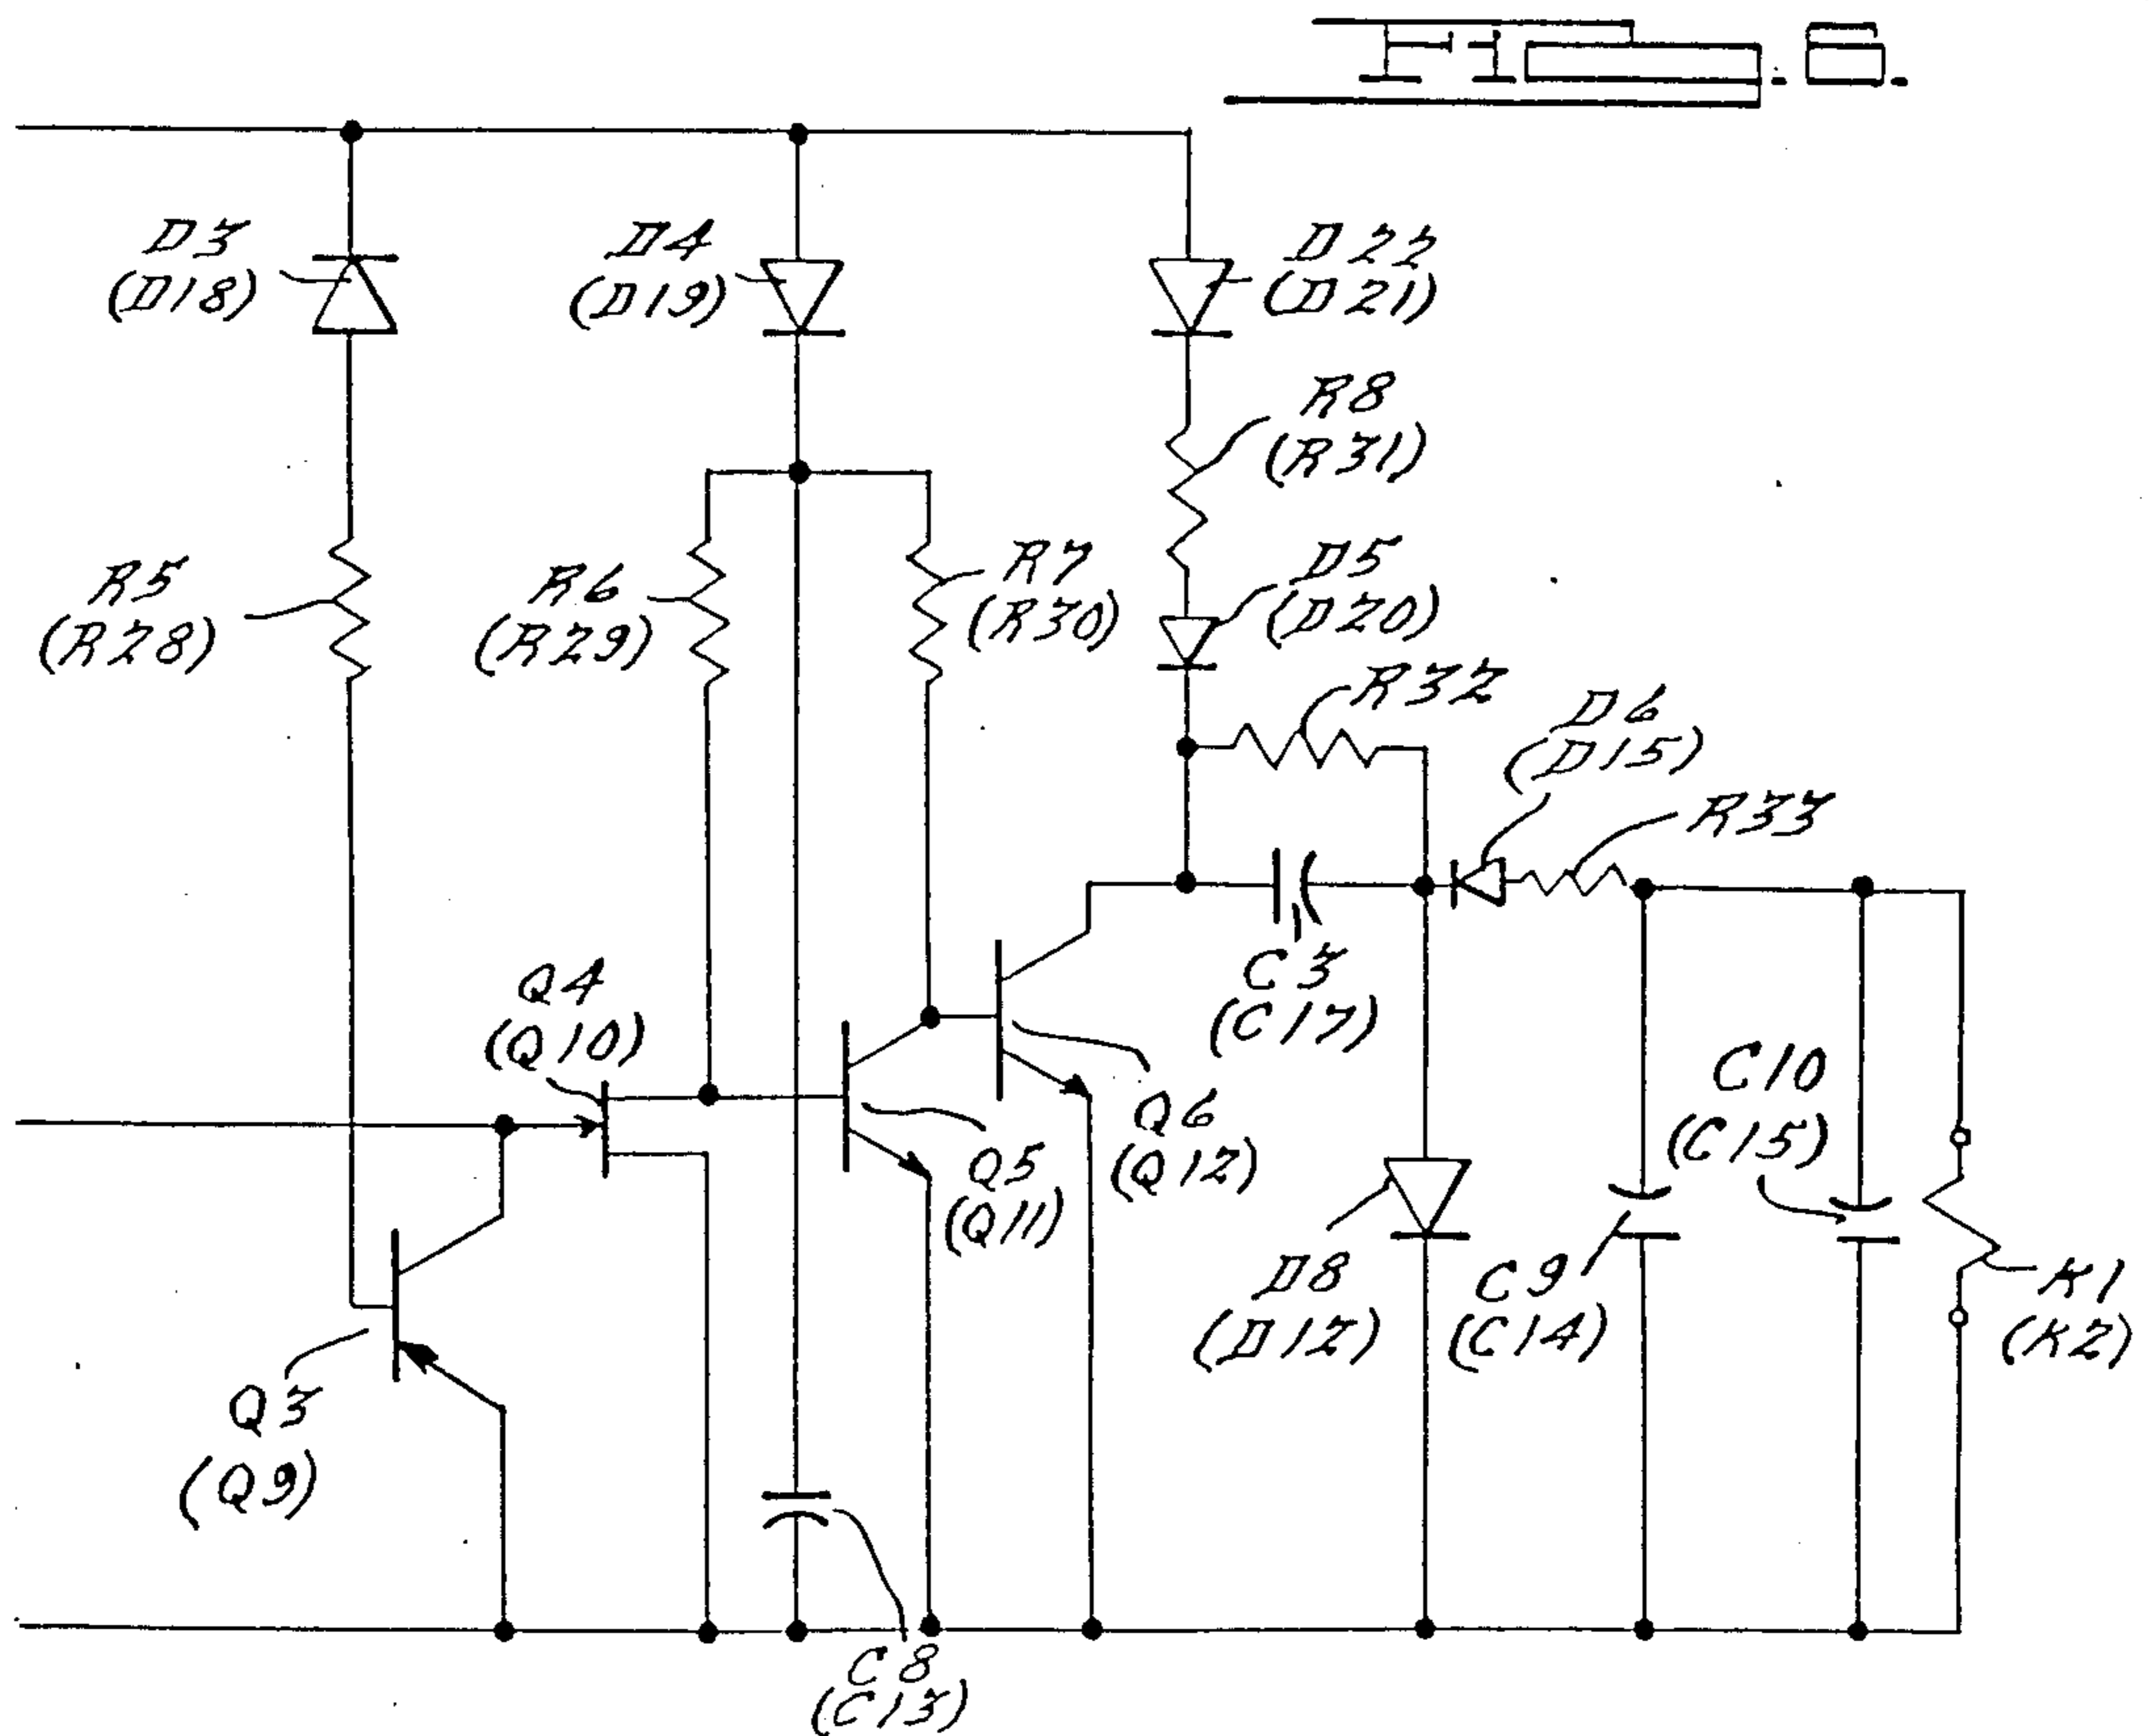 FIG. 8.
D3
(D18)
D4
(D19)
D22
(D21)
R8
(R31)
R5
(R28)
R6
(R29)
R7
(R30)
D5
(D20)
R32
D6
(D15)
R33
Q4
(Q10)
C3
(C17)
C10
(C15)
Q5
(Q11)
Q6
(Q12)
D8
(D12)
C9
(C14)
K1
(K2)
Q3
(Q9)
C8
(C13)